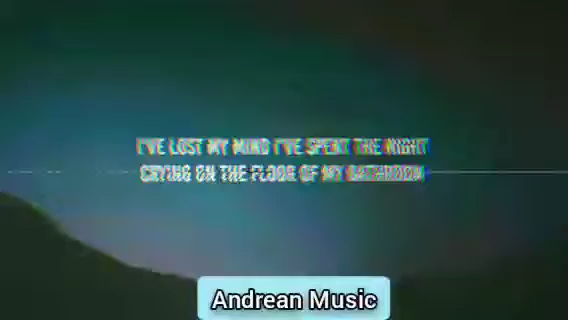 I'VE LOST MY MIND I'VE SPENT THE NIGHT
CRYING ON THE FLOOR OF MY BATHROOM
Andrean Music